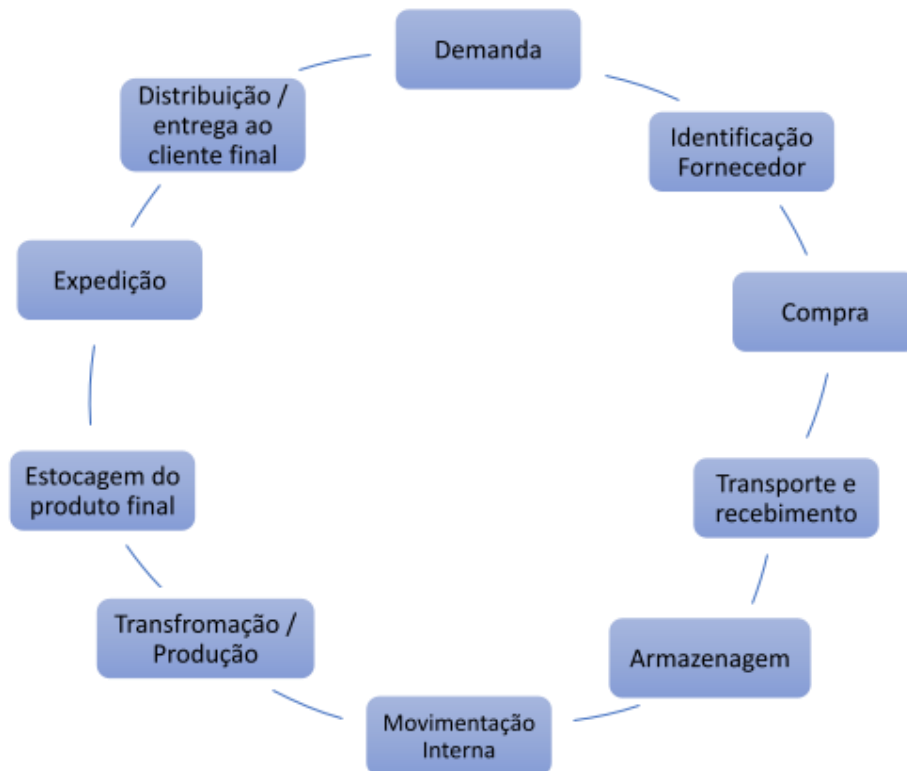 Demanda
Identificação
Fornecedor
Compra
Transporte e
recebimento
Armazenagem
Movimentação
Interna
Transfromação /
Produção
Estocagem do
produto final
Expedição
Distribuição /
entrega ao
cliente final